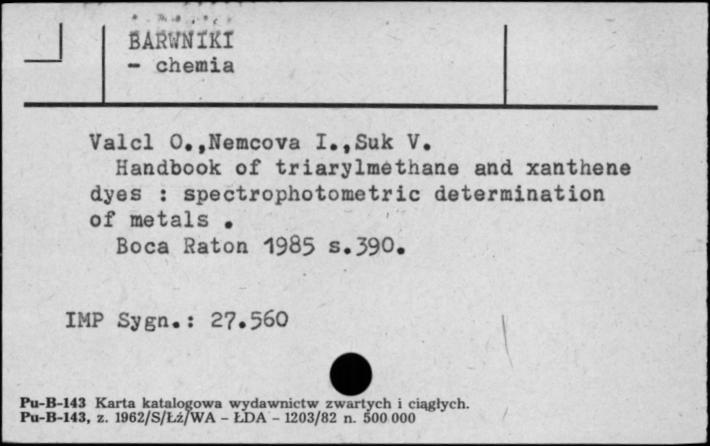 BARWNIKI
- chemia
Valcl O.,Nemcova I.,Suk V.
Handbook of triarylmethane and xanthene
dyes : spectrophotometric determination
of metals .
Boca Raton 1985 s.390.
IMP Sygn.: 27.560
Pu-B-143 Karta katalogowa wydawnictw zwartych i ciągłych.
Pu-B-143, z. 1962/S/Łź/WA - ŁDA - 1203/82 n. 500 000